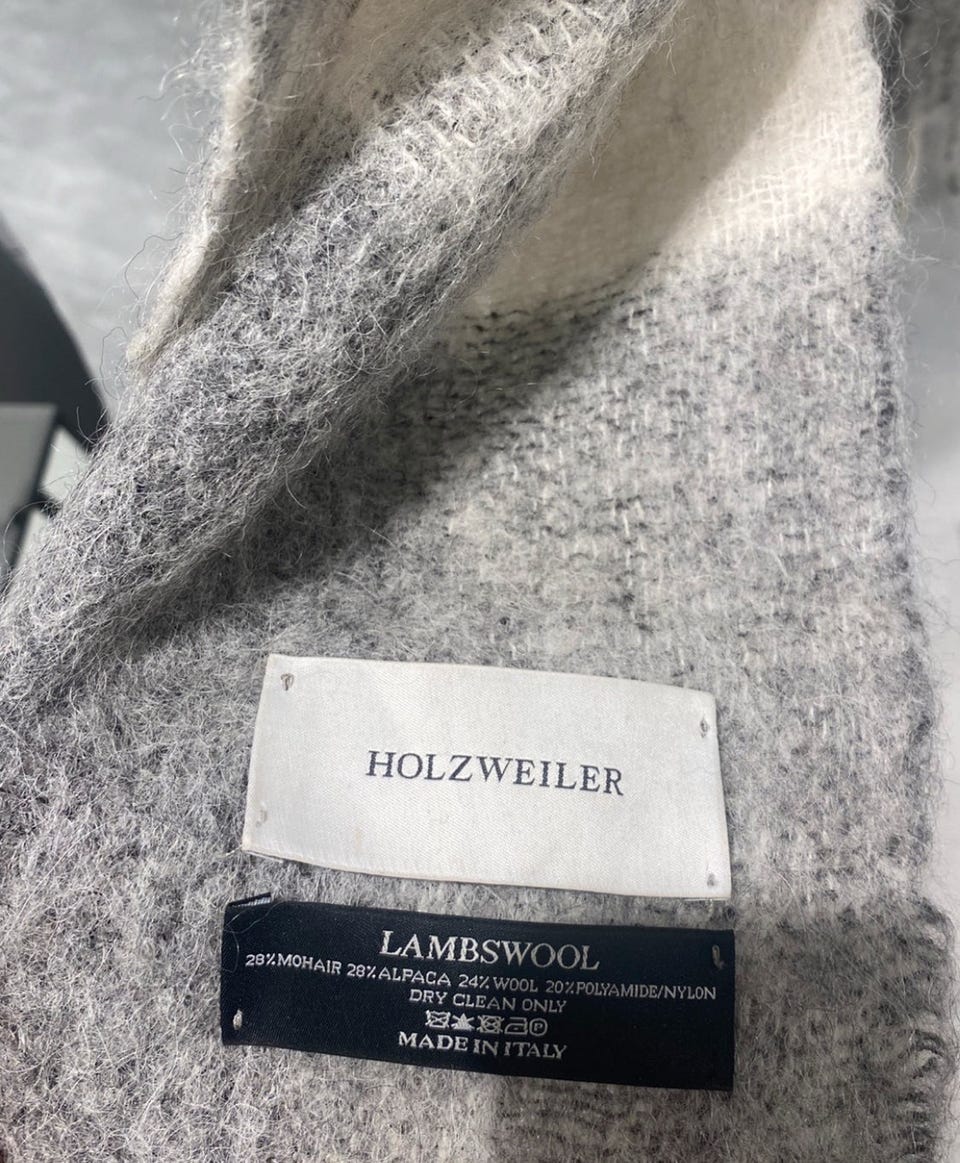 HOLZWEILER
LAMBSWOOL
28%MOHAIR 28%ALPACA 24%WOOL 20%POLYAMIDE/NYLON
DRY CLEAN ONLY
MADE IN ITALY